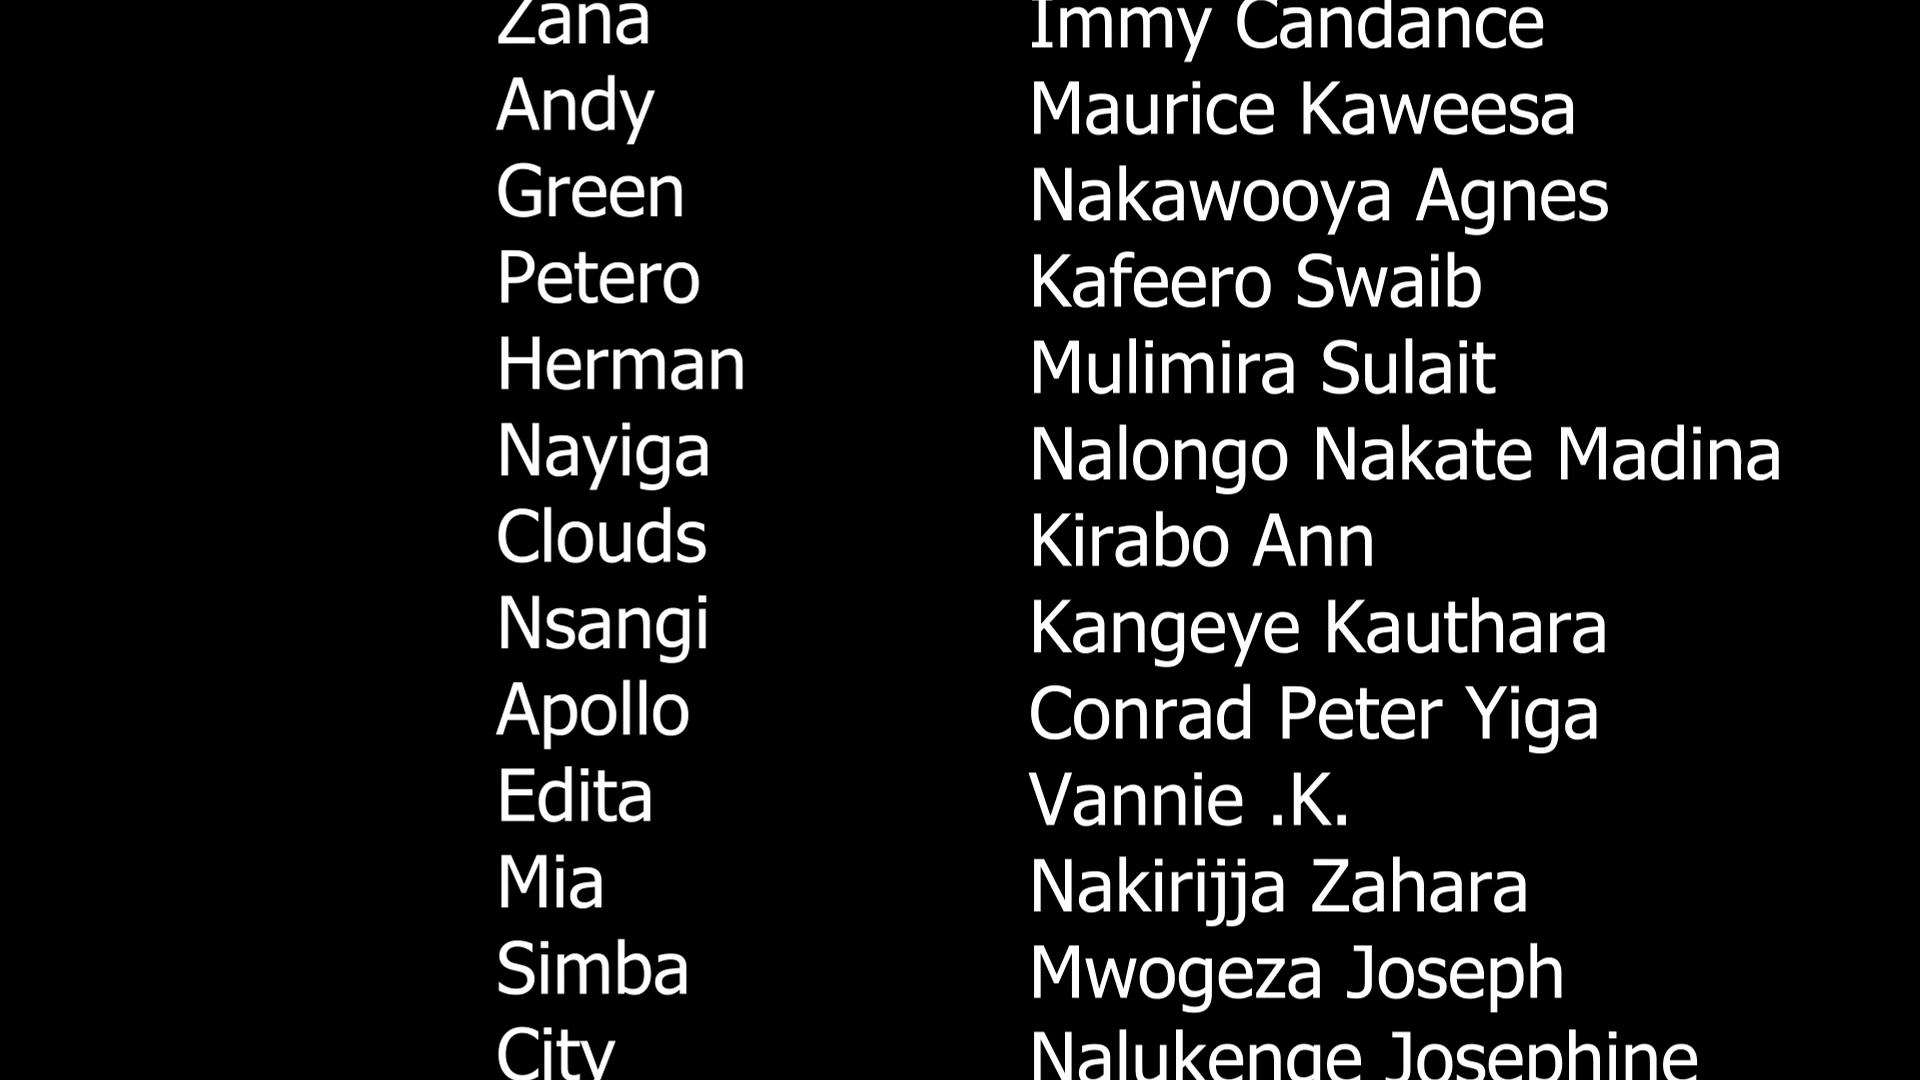 Zana Immy Candance
Andy Maurice Kaweesa
Green Nakawooya Agnes
Petero Kafeero Swaib
Herman Mulimira Sulait
Nayiga Nalongo Nakate Madina
Clouds Kirabo Ann
Nsangi Kangeye Kauthara
Apollo Conrad Peter Yiga
Edita Vannie .K.
Mia Nakirijja Zahara
Simba Mwogeza Joseph
City Nalukenge Josephine